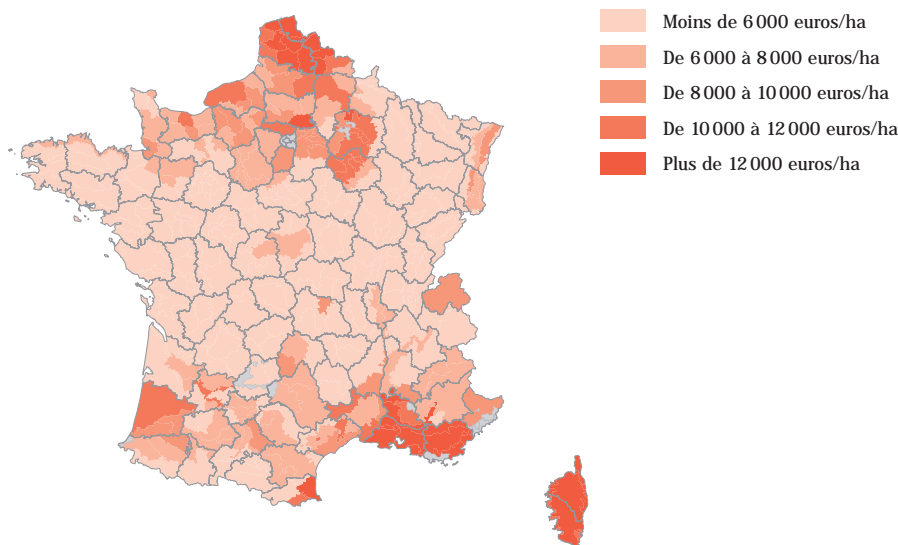 Moins de 6 000 euros/ha
De 6 000 à 8 000 euros/ha
De 8 000 à 10 000 euros/ha
De 10 000 à 12 000 euros/ha
Plus de 12 000 euros/ha